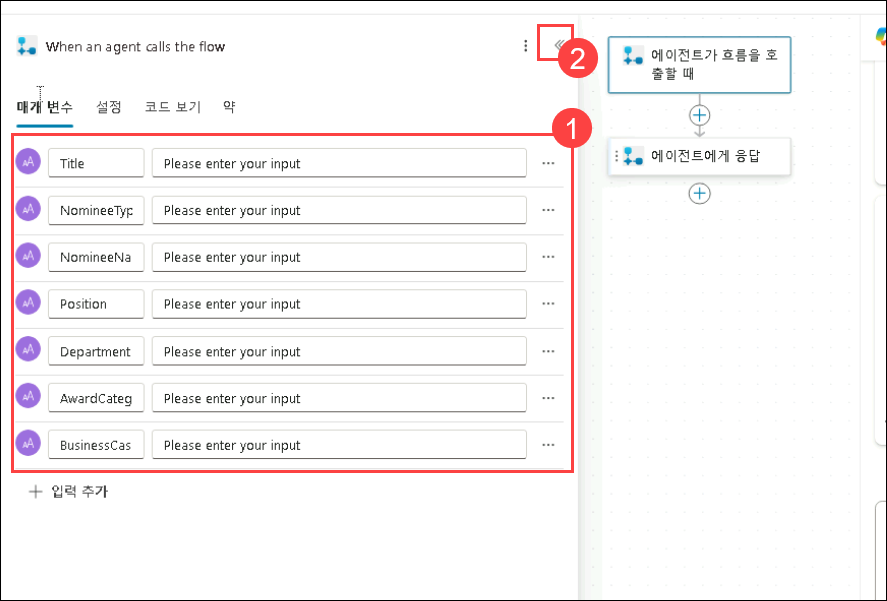 When an agent calls the flow
2
매개 변수 설정 코드 보기 약
1
Title Please enter your input
NomineeTyp Please enter your input
NomineeNa Please enter your input
Position Please enter your input
Department Please enter your input
AwardCateg Please enter your input
BusinessCas Please enter your input
입력 추가
에이전트가 흐름을 호
출할 때
에이전트에게 응답